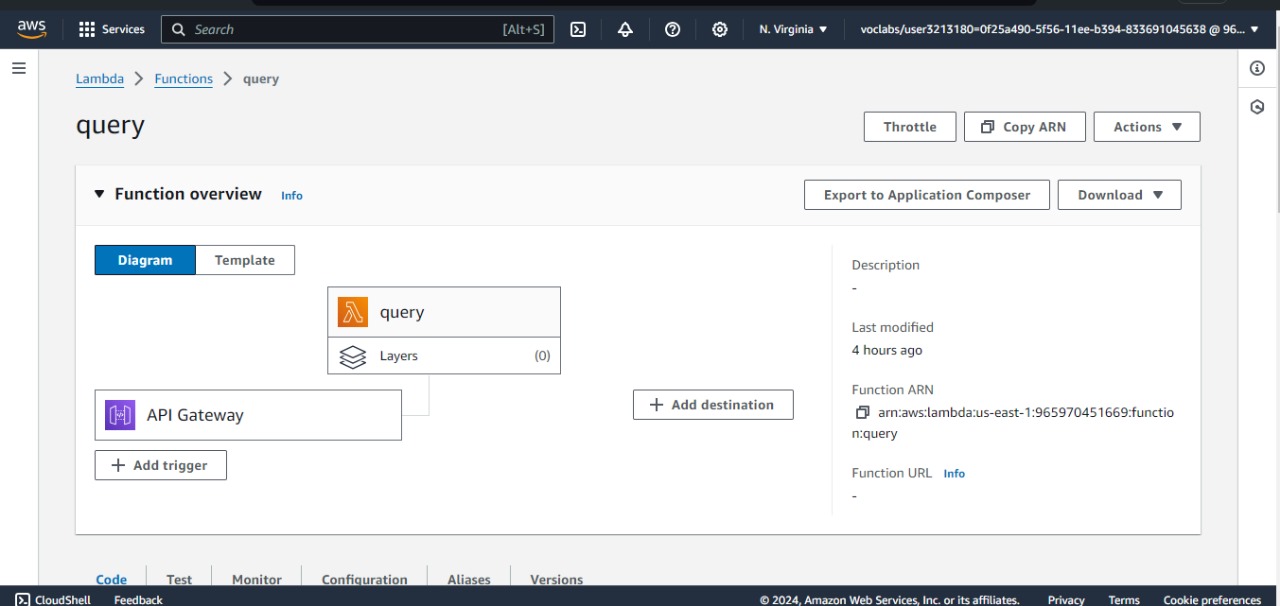 aws Services Search [Alt+S] N. Virginia voclabs/user3213180=0f25a490-5f56-11ee-b394-833691045638 @ 96...
Lambda Functions query
query
Throttle Copy ARN Actions
Function overview Info Export to Application Composer Download
Diagram Template
query
Layers (0)
API Gateway
Add trigger
Add destination
Description
-
Last modified
4 hours ago
Function ARN
arn:aws:lambda:us-east-1:965970451669:functio
n:query
Function URL Info
-
Code Test Monitor Configuration Aliases Versions
CloudShell Feedback © 2024, Amazon Web Services, Inc. or its affiliates. Privacy Terms Cookie preferences